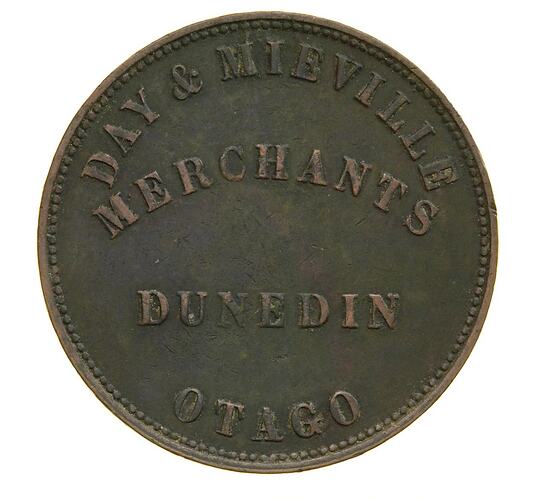 DAY & MIEVILLE
MERCHANTS
DUNEDIN
OTAGO